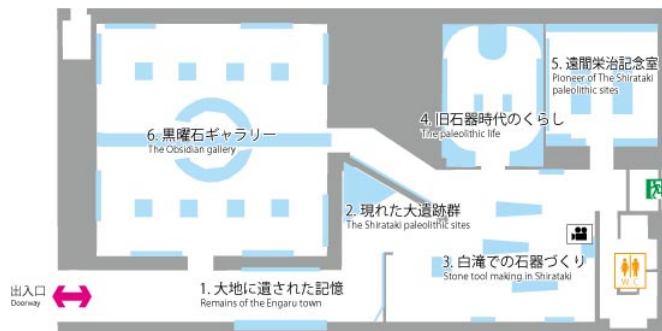 5. 遠間栄治記念室
Pioneer of The Shirataki
paleolithic sites
4. 旧石器時代のくらし
The paleolithic life
6. 黒曜石ギャラリー
The Obsidian gallery
2. 現れた大遺跡群
The Shirataki paleolithic sites
3. 白滝での石器づくり
Stone tool making in Shirataki
W.C
出入口
Doorway
1. 大地に遺された記憶
Remains of the Engaru town